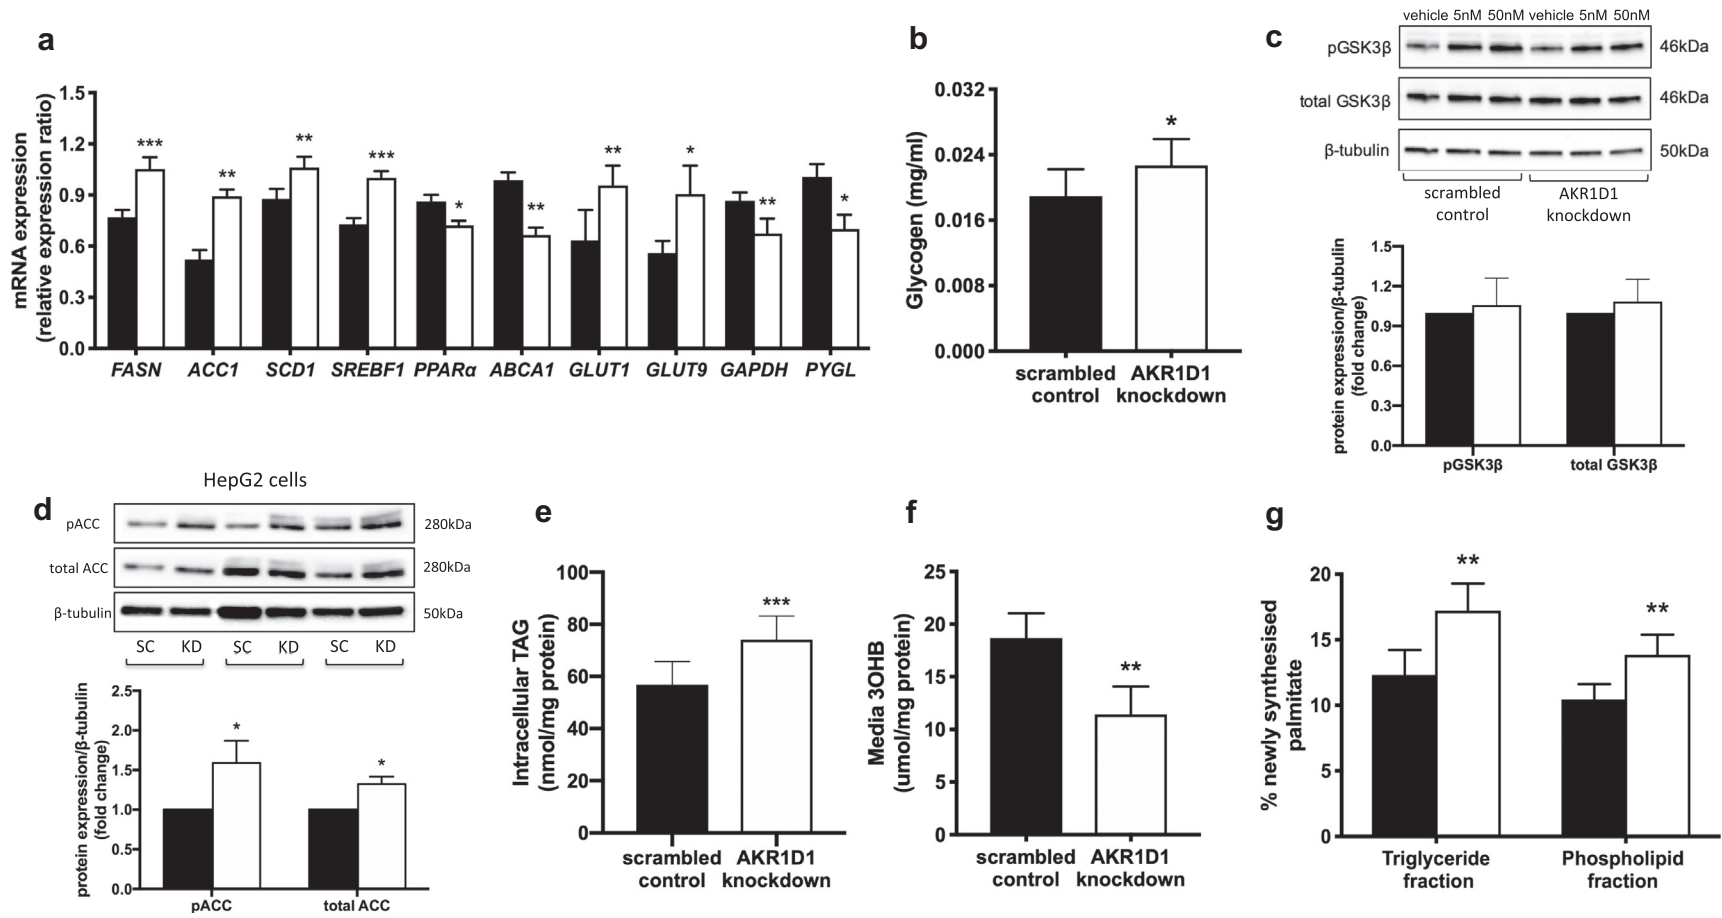 a
mRNA expression
(relative expression ratio)
1.5
1.2
0.9
0.6
0.3
0.0
*** ** ** *** * ** ** * ** *
FASN ACC1 SCD1 SREBF1 PPARα ABCA1 GLUT1 GLUT9 GAPDH PYGL
b
Glycogen (mg/ml)
0.032
0.024
0.016
0.008
0.000
*
scrambled AKR1D1
control knockdown
c
vehicle 5nM 50nM vehicle 5nM 50nM
pGSK3β 46kDa
total GSK3β 46kDa
β-tubulin 50kDa
scrambled AKR1D1
control knockdown
protein expression/β-tubulin
(fold change)
1.5
1.2
0.9
0.6
0.3
0.0
pGSK3β total GSK3β
HepG2 cells
d
pACC 280kDa
total ACC 280kDa
β-tubulin 50kDa
SC KD SC KD SC KD
protein expression/β-tubulin
(fold change)
2.5
2.0
1.5
1.0
0.5
0.0
* *
pACC total ACC
e
Intracellular TAG
(nmol/mg protein)
100
80
60
40
20
0
***
scrambled AKR1D1
control knockdown
f
Media 3OHB
(umol/mg protein)
25
20
15
10
5
0
**
scrambled AKR1D1
control knockdown
g
% newly synthesised
palmitate
20
15
10
5
0
** **
Triglyceride Phospholipid
fraction fraction